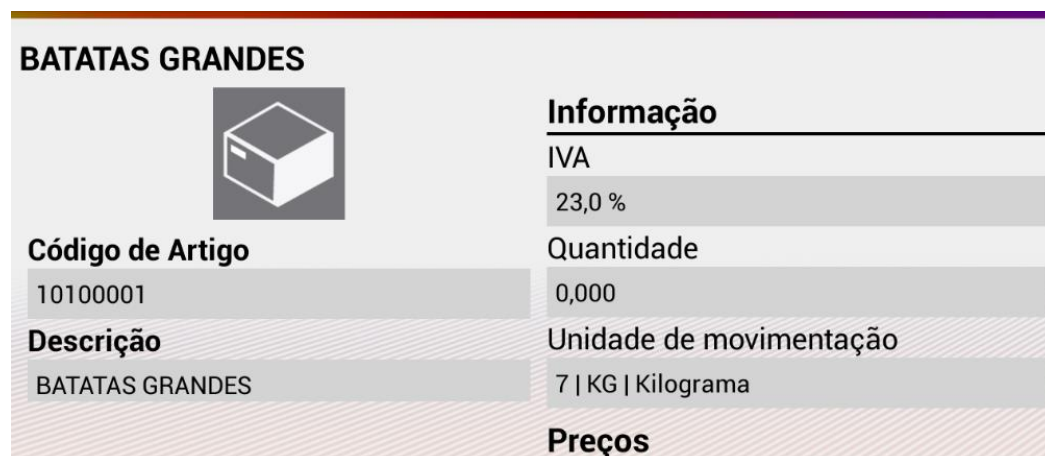 BATATAS GRANDES
Código de Artigo
10100001
Descrição
BATATAS GRANDES
Informação
IVA
23,0 %
Quantidade
0,000
Unidade de movimentação
7 | KG | Kilograma
Preços